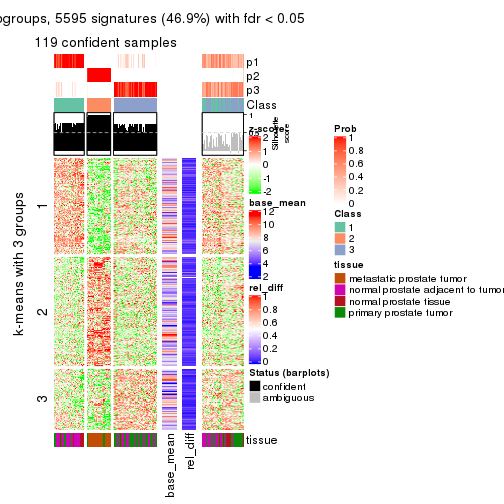 ogroups, 5595 signatures (46.9%) with fdr < 0.05
119 confident samples
p1
p2
p3
Class
1
0.5
0
Silhouette
score
z-score
2
1
0
-1
-2
base_mean
12
10
8
6
4
2
rel_diff
1
0.8
0.6
0.4
0.2
0
Status (barplots)
confident
ambiguous
Prob
1
0.8
0.6
0.4
0.2
0
Class
1
2
3
tissue
metastatic prostate tumor
normal prostate adjacent to tumor
normal prostate tissue
primary prostate tumor
k-means with 3 groups
1
2
3
base_mean
rel_diff
tissue